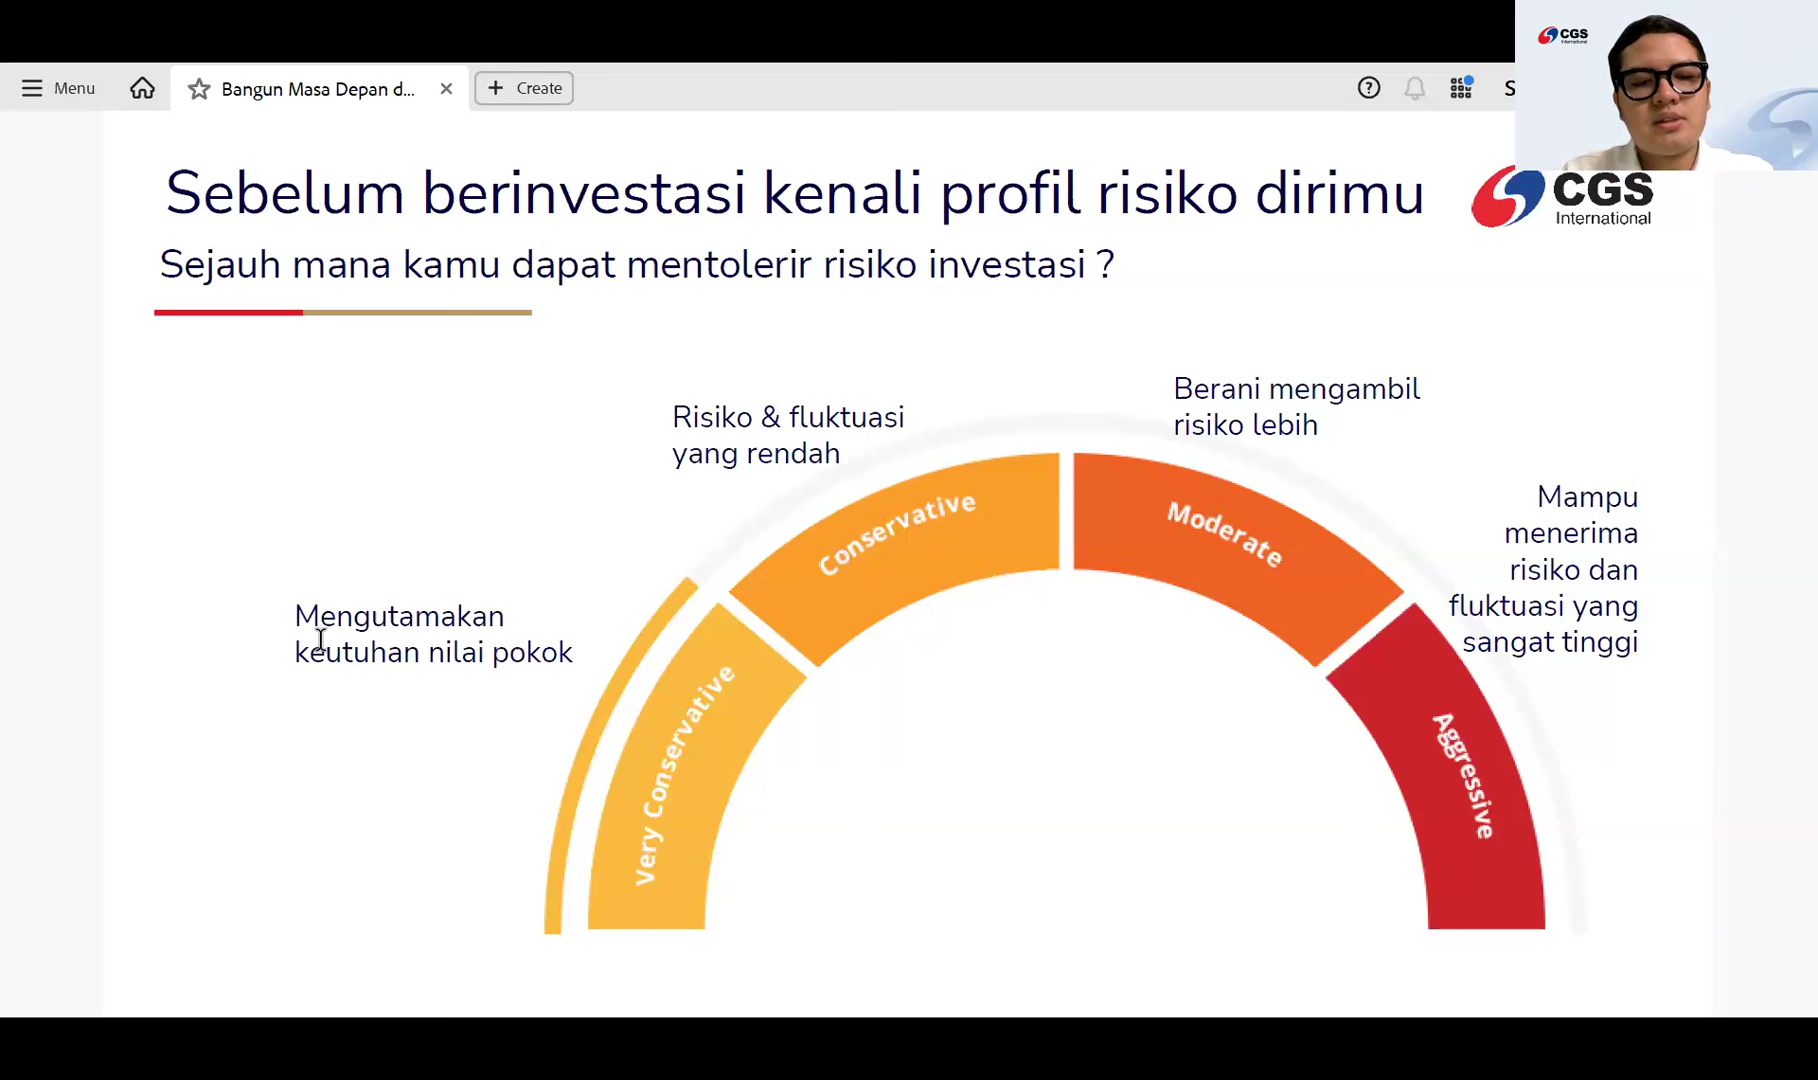 CGS
International
Menu
Bangun Masa Depan d...
Create
S
Sebelum berinvestasi kenali profil risiko dirimu
CGS
International
Sejauh mana kamu dapat mentolerir risiko investasi ?
Berani mengambil
risiko lebih
Risiko & fluktuasi
yang rendah
Mampu
menerima
risiko dan
fluktuasi yang
sangat tinggi
Mengutamakan
keutuhan nilai pokok
Very Conservative
Conservative
Moderate
Aggressive